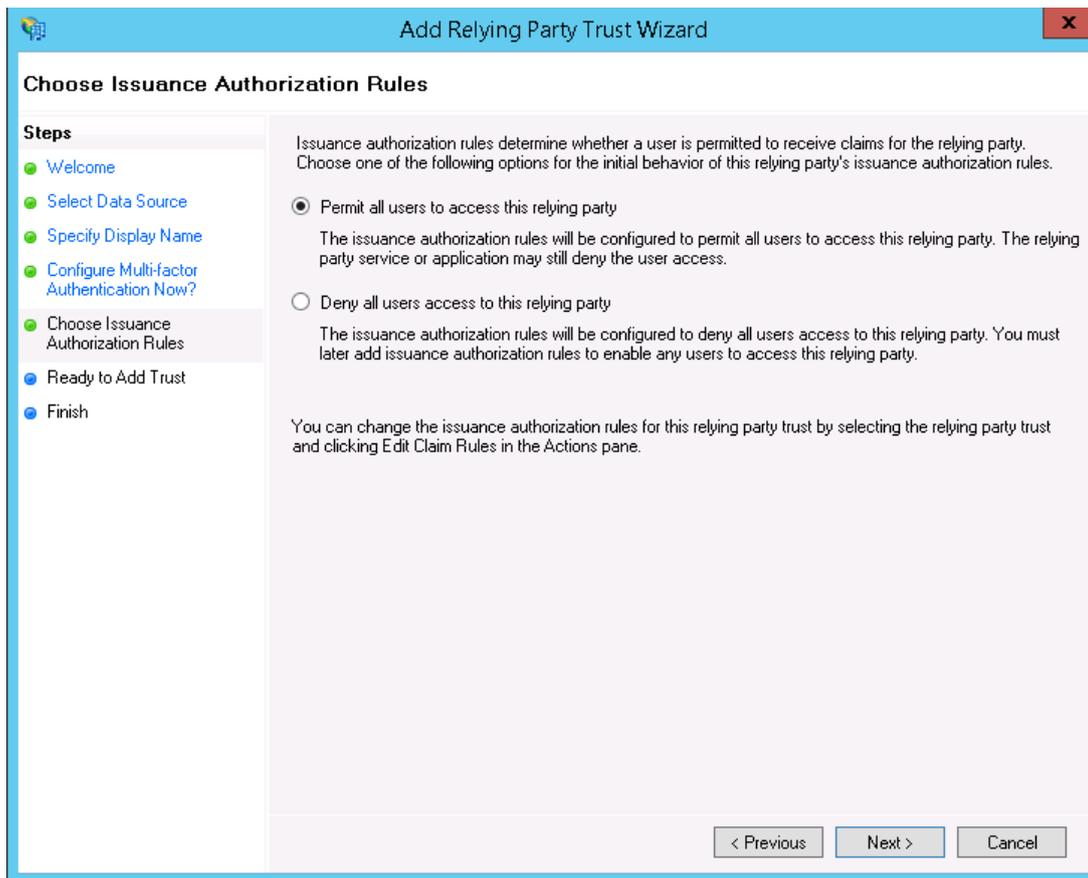 Add Relying Party Trust Wizard
x
Choose Issuance Authorization Rules
Steps
Welcome
Select Data Source
Specify Display Name
Configure Multi-factor
Authentication Now?
Choose Issuance
Authorization Rules
Ready to Add Trust
Finish
Issuance authorization rules determine whether a user is permitted to receive claims for the relying party.
Choose one of the following options for the initial behavior of this relying party's issuance authorization rules.
Permit all users to access this relying party
The issuance authorization rules will be configured to permit all users to access this relying party. The relying
party service or application may still deny the user access.
Deny all users access to this relying party
The issuance authorization rules will be configured to deny all users access to this relying party. You must
later add issuance authorization rules to enable any users to access this relying party.
You can change the issuance authorization rules for this relying party trust by selecting the relying party trust
and clicking Edit Claim Rules in the Actions pane.
< Previous
Next >
Cancel